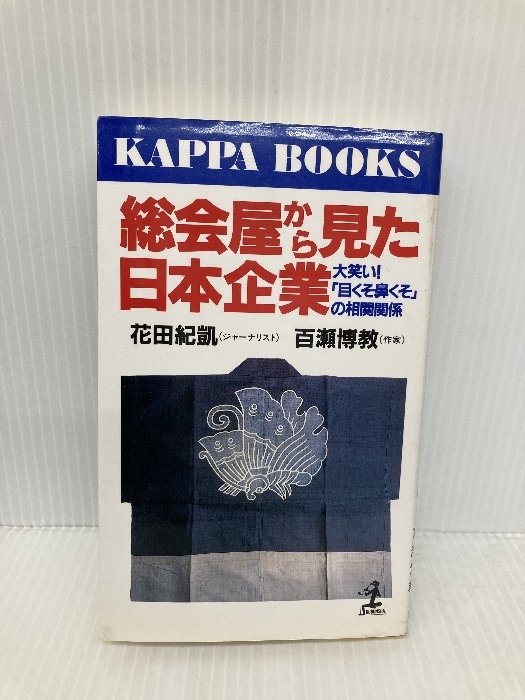 KAPPA BOOKS
総会屋から見た
日本企業
大笑い!
「目くそ鼻くそ」
の相関関係
花田紀凱(ジャーナリスト) 百瀬博教(作家)
KOBUNSHA